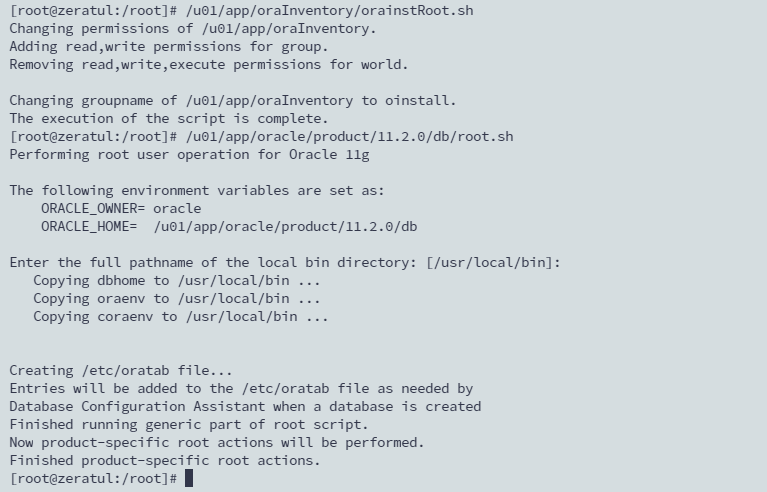 [root@zeratul:/root]# /u01/app/oraInventory/orainstRoot.sh
Changing permissions of /u01/app/oraInventory.
Adding read,write permissions for group.
Removing read,write,execute permissions for world.

Changing groupname of /u01/app/oraInventory to oinstall.
The execution of the script is complete.
[root@zeratul:/root]# /u01/app/oracle/product/11.2.0/db/root.sh
Performing root user operation for Oracle 11g

The following environment variables are set as:
    ORACLE_OWNER= oracle
    ORACLE_HOME=  /u01/app/oracle/product/11.2.0/db

Enter the full pathname of the local bin directory: [/usr/local/bin]:
   Copying dbhome to /usr/local/bin ...
   Copying oraenv to /usr/local/bin ...
   Copying coraenv to /usr/local/bin ...


Creating /etc/oratab file...
Entries will be added to the /etc/oratab file as needed by
Database Configuration Assistant when a database is created
Finished running generic part of root script.
Now product-specific root actions will be performed.
Finished product-specific root actions.
[root@zeratul:/root]#